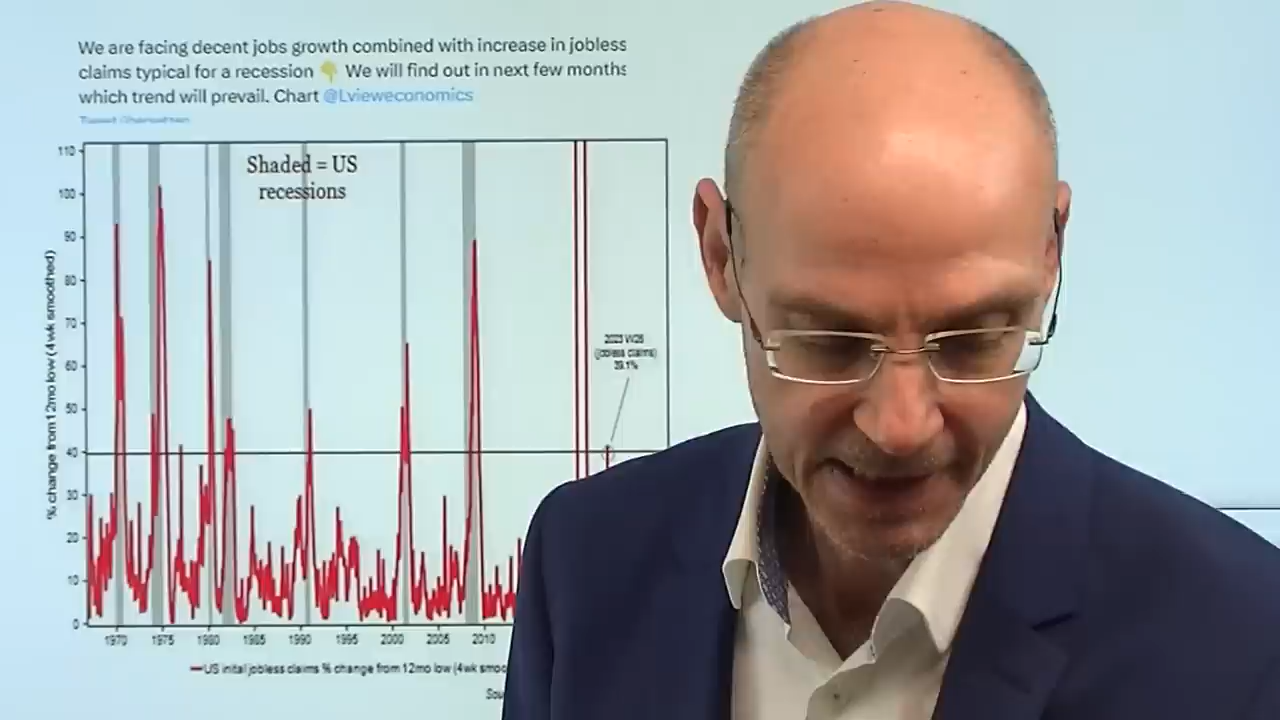 We are facing decent jobs growth combined with increase in jobless
claims typical for a recession 👇 We will find out in next few months
which trend will prevail. Chart @Lvieweconomics
Shaded = US
recessions
110
100
90
80
70
60
50
40
30
20
10
0
% change from 12mo low (4wk smoothed)
2023 W26
(jobless claims)
39.1%
1970 1975 1980 1985 1990 1995 2000 2005 2010
US inital jobless claims % change from 12mo low (4wk smoo
Sou